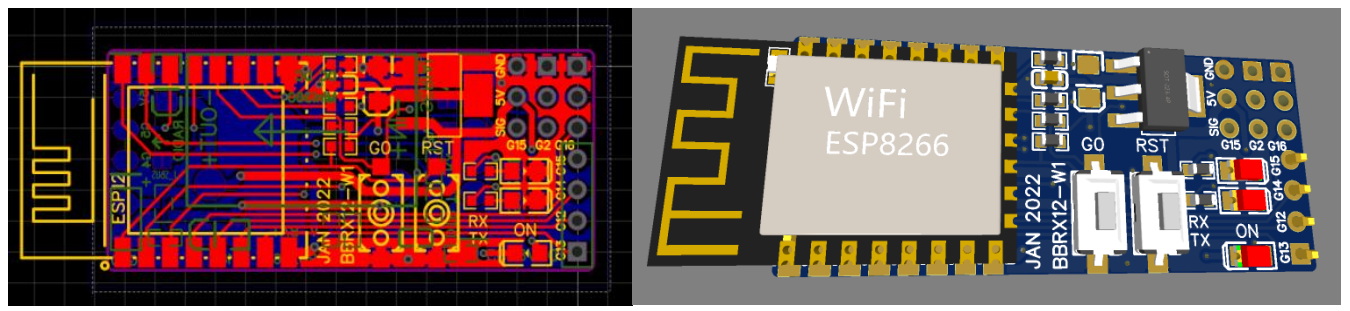 GND
5V
SIG
G15 G2 G16
G0
RST
G15
G14
G12
G13
ESP12
JAN 2022
BBRX12-W1
RX
TX
ON
WiFi
ESP8266
GND
5V
SIG
G15 G2 G16
GO
RST
G15
G14
G12
G13
JAN 2022
BBRX12-W1
RX
TX
ON